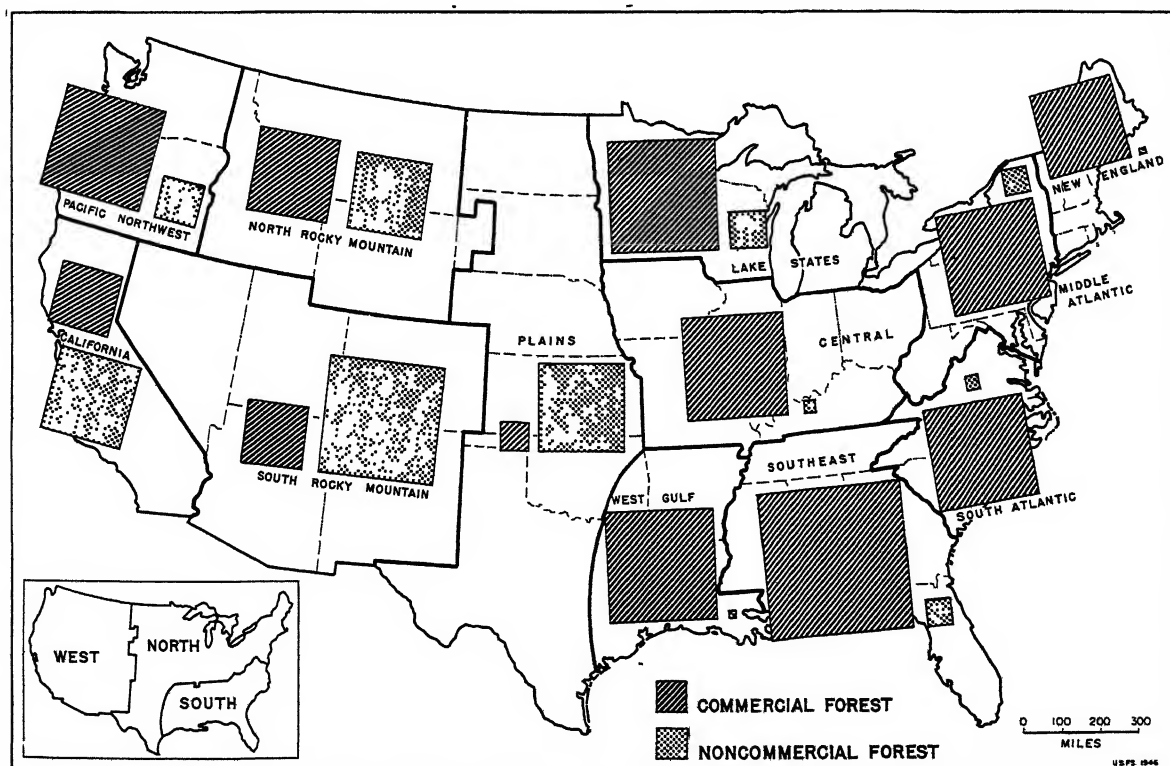 PACIFIC NORTHWEST
NORTH ROCKY MOUNTAIN
CALIFORNIA
SOUTH ROCKY MOUNTAIN
PLAINS
LAKE STATES
CENTRAL
NEW ENGLAND
MIDDLE
ATLANTIC
SOUTHEAST
WEST GULF
SOUTH ATLANTIC
WEST
NORTH
SOUTH
COMMERCIAL FOREST
NONCOMMERCIAL FOREST
0 100 200 300
MILES
USFS 1946